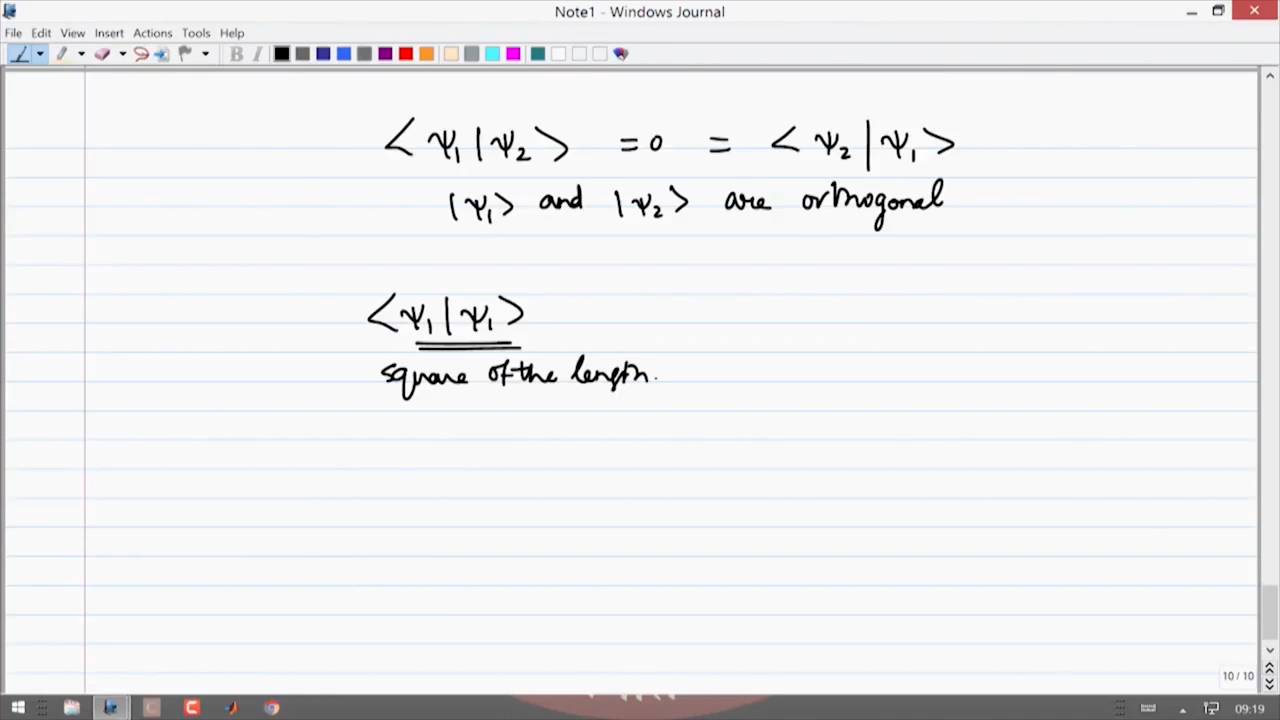 Note1 - Windows Journal
File Edit View Insert Actions Tools Help
B I
< ψ₁ | ψ₂ > = 0 = < ψ₂ | ψ₁ >
|ψ₁> and |ψ₂> are orthogonal
< ψ₁ | ψ₁ >
square of the length.
10 / 10
09:19